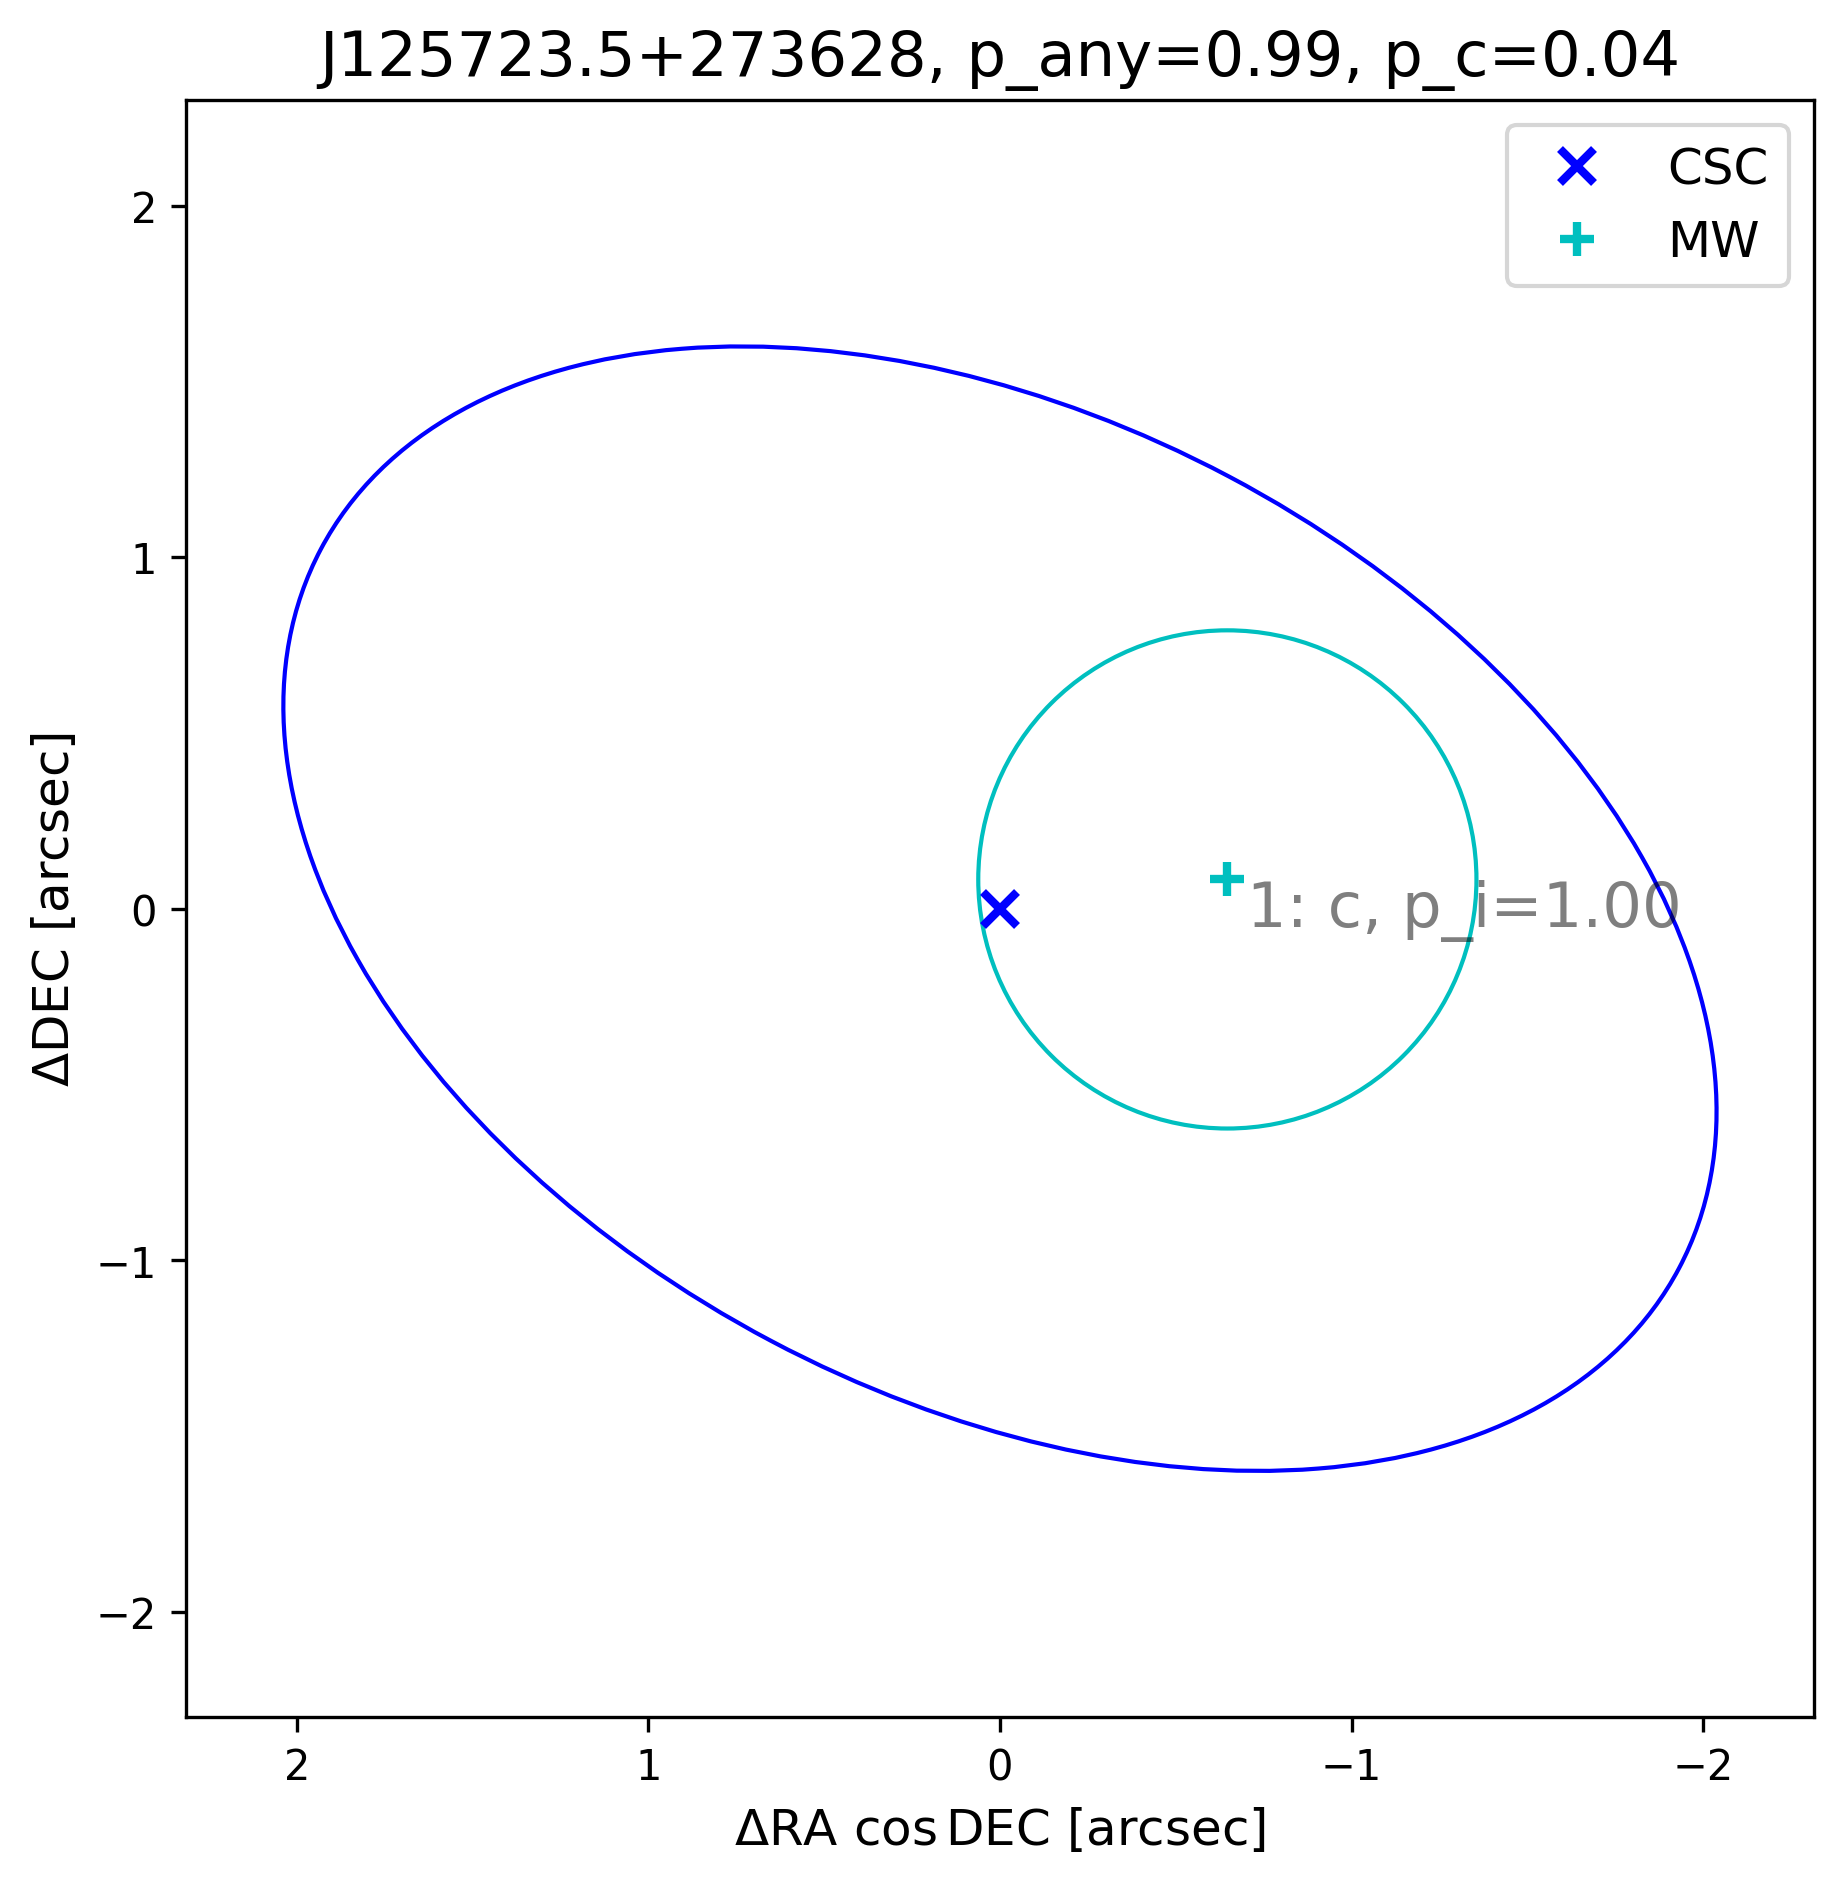 J125723.5+273628, p_any=0.99, p_c=0.04
CSC
MW
2
1
0
−1
−2
ΔDEC [arcsec]
1: c, p_i=1.00
2
1
0
−1
−2
ΔRA cos DEC [arcsec]